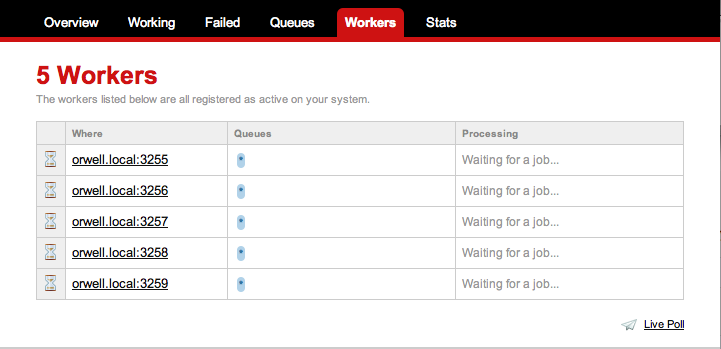 Overview Working Failed Queues Workers Stats
5 Workers
The workers listed below are all registered as active on your system.
Where Queues Processing
orwell.local:3255 * Waiting for a job...
orwell.local:3256 * Waiting for a job...
orwell.local:3257 * Waiting for a job...
orwell.local:3258 * Waiting for a job...
orwell.local:3259 * Waiting for a job...
Live Poll